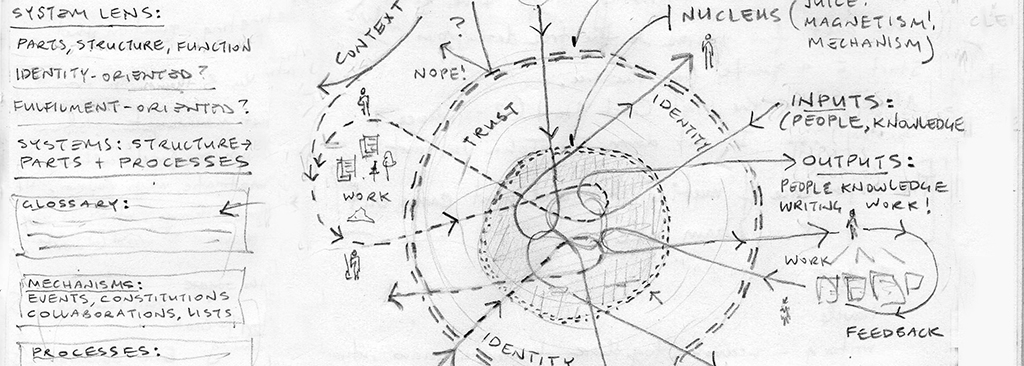 SYSTEM LENS:
PARTS, STRUCTURE, FUNCTION
IDENTITY-ORIENTED?
FULFILMENT-ORIENTED?
SYSTEMS: STRUCTURE→
PARTS + PROCESSES
GLOSSARY:
MECHANISMS:
EVENTS, CONSTITUTIONS
COLLABORATIONS, LISTS
PROCESSES:
CONTEXT
?
NOPE!
WORK
TRUST
IDENTITY
IDENTITY
NUCLEUS (JUICE!
MAGNETISM!
MECHANISM)
INPUTS:
(PEOPLE, KNOWLEDGE
OUTPUTS:
PEOPLE KNOWLEDGE
WRITING WORK!
WORK
FEEDBACK